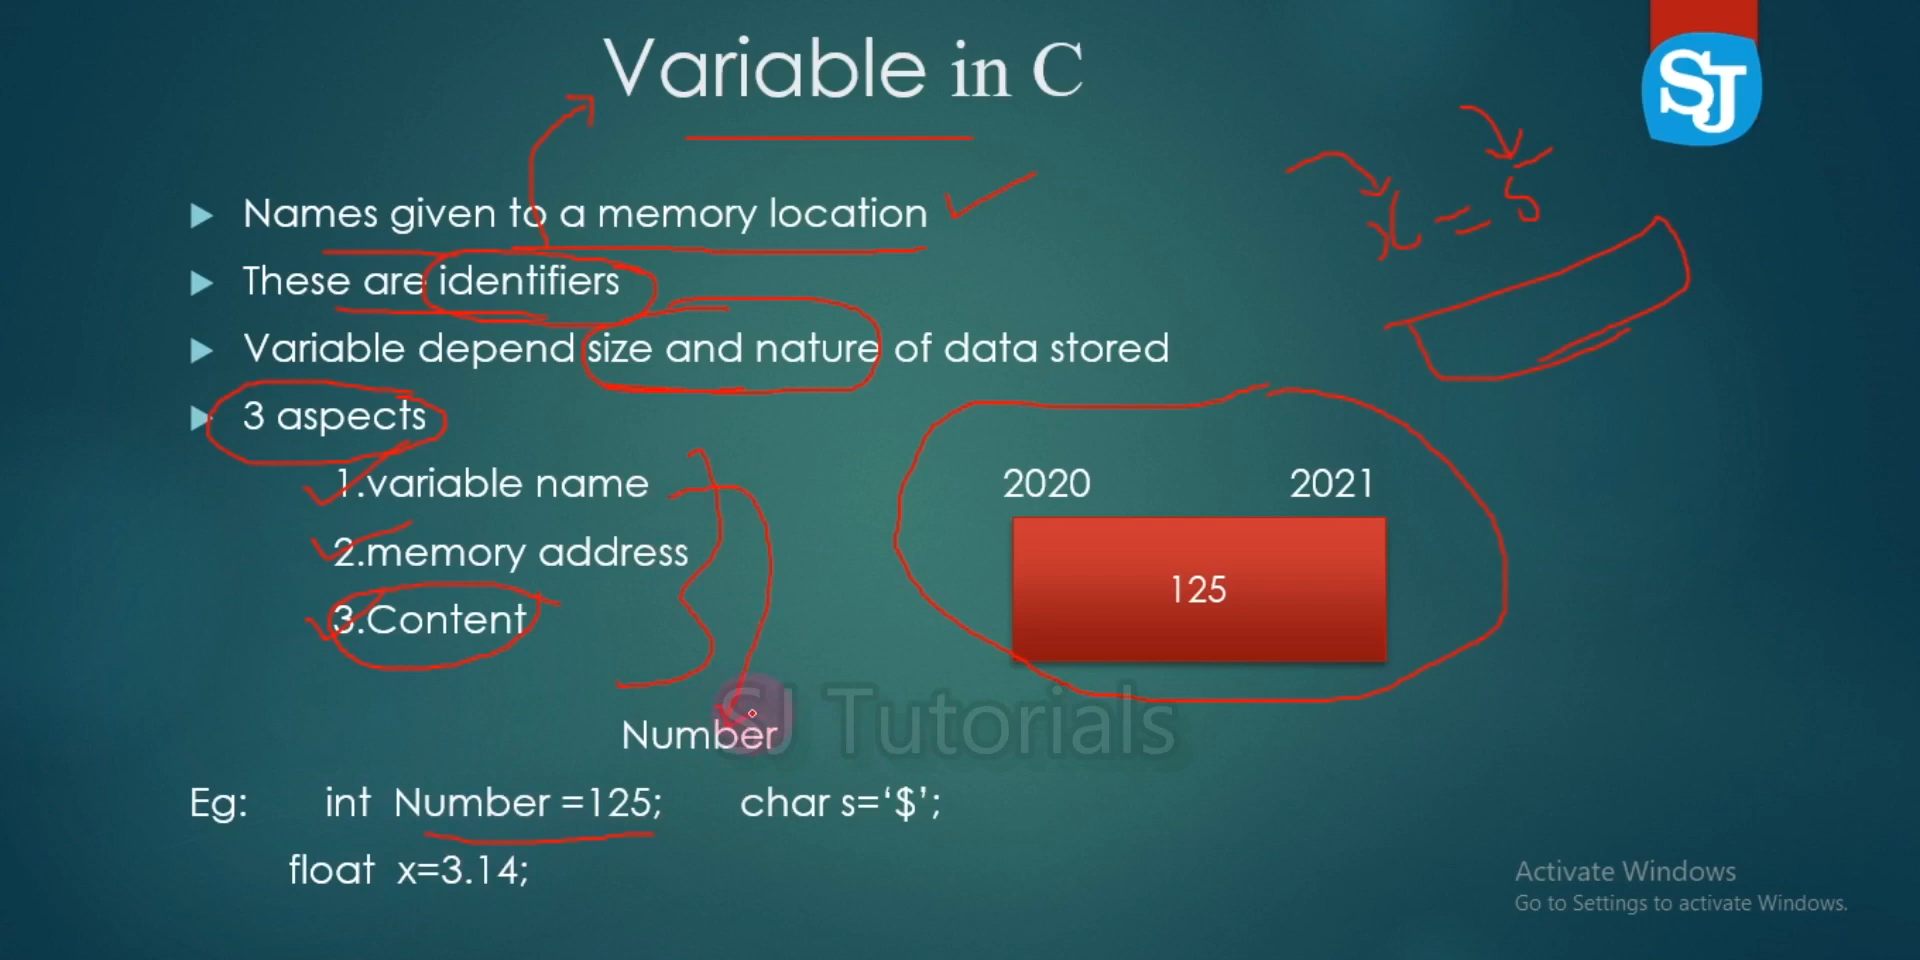 Variable in C
SJ
x = 5
Names given to a memory location
These are identifiers
Variable depend size and nature of data stored
3 aspects
1.variable name
2.memory address
3.Content
2020 2021
125
SJ Tutorials
Number
Eg: int Number =125; char s=‘$’;
float x=3.14;
Activate Windows
Go to Settings to activate Windows.